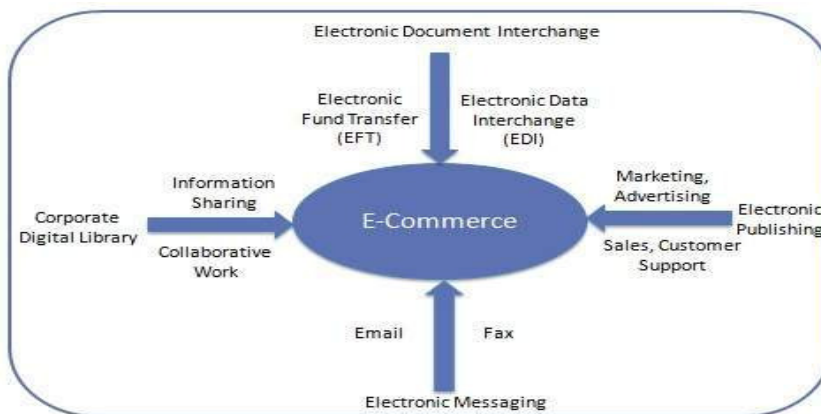 Electronic Document Interchange
Electronic
Fund Transfer
(EFT)
Electronic Data
Interchange
(EDI)
Information
Sharing
Marketing,
Advertising
Corporate
Digital Library
E-Commerce
Electronic
Publishing
Collaborative
Work
Sales, Customer
Support
Email
Fax
Electronic Messaging